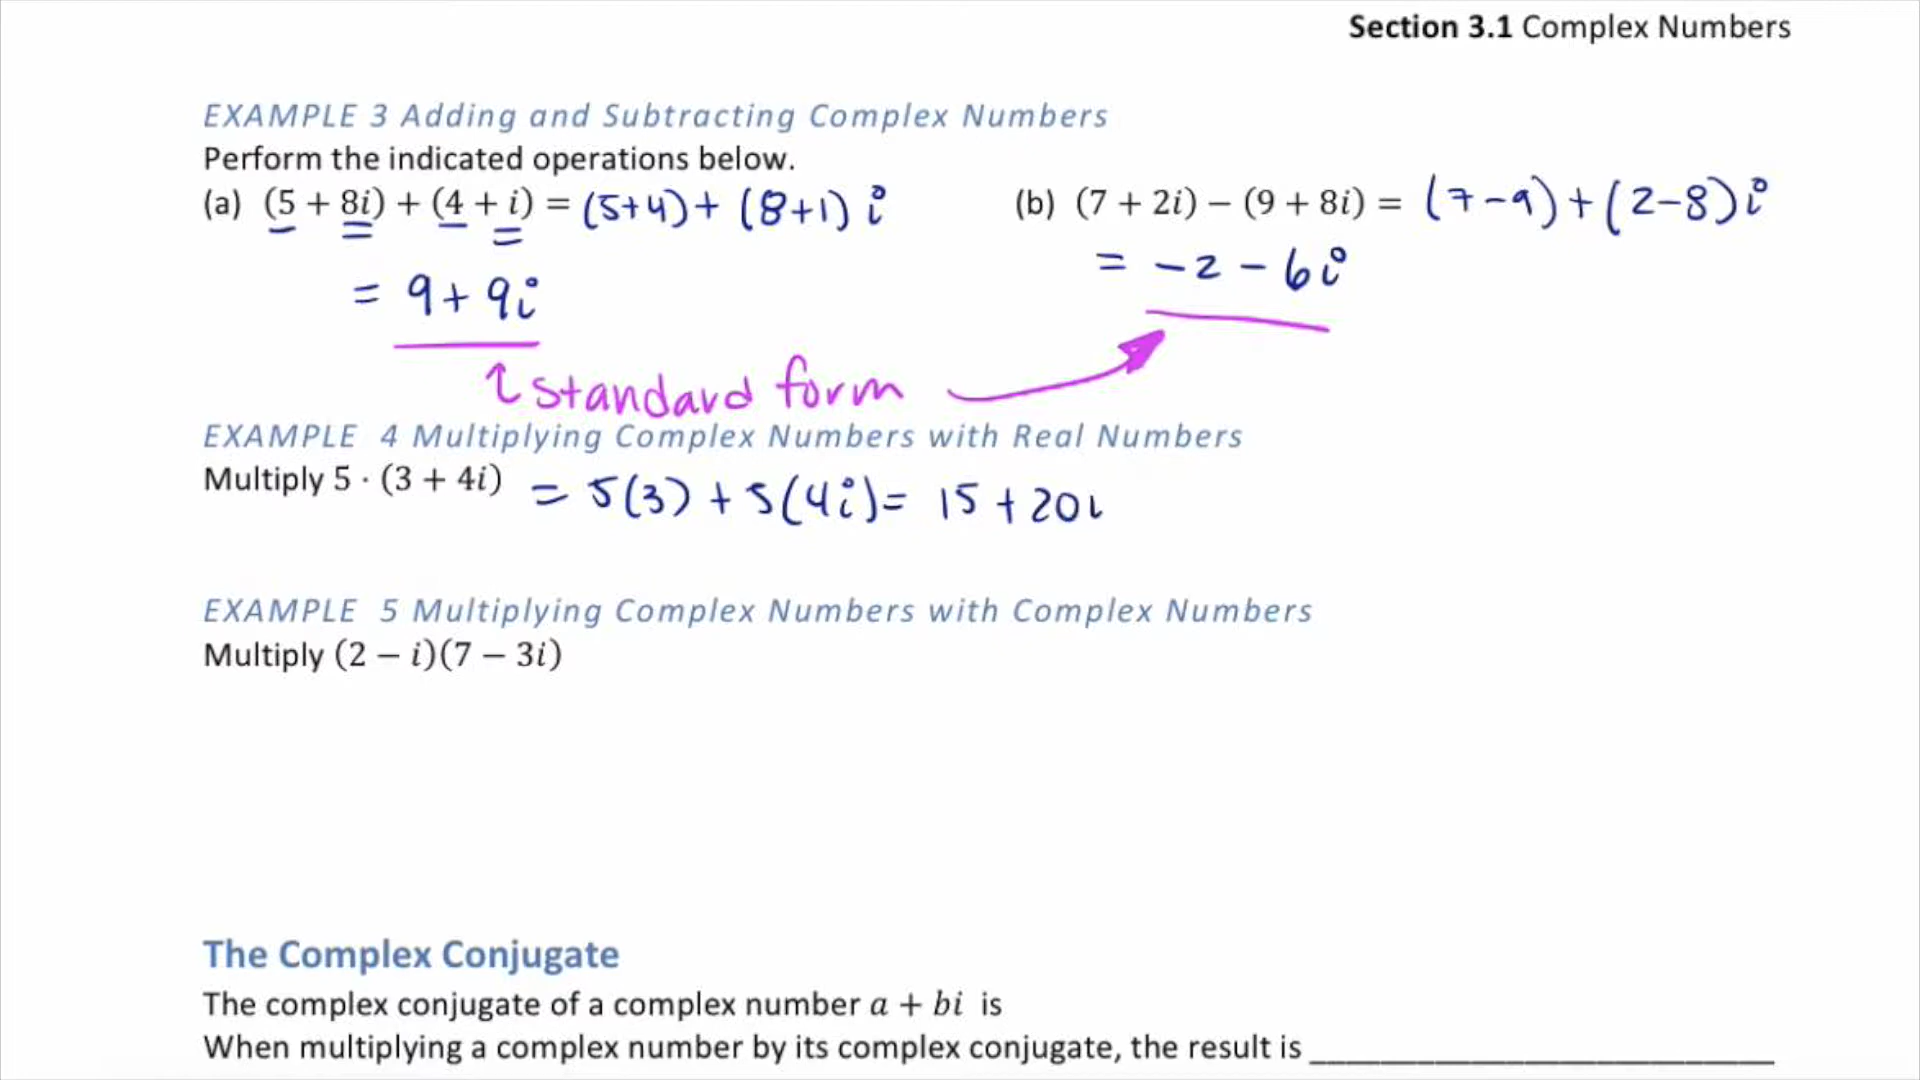 Section 3.1 Complex Numbers
EXAMPLE 3 Adding and Subtracting Complex Numbers
Perform the indicated operations below.
(a) (5 + 8i) + (4 + i) = (5+4)+ (8+1) i
= 9+ 9i
(b) (7 + 2i) − (9 + 8i) = (7-9)+(2-8)i
= -2 - 6i
↑ standard form
EXAMPLE 4 Multiplying Complex Numbers with Real Numbers
Multiply 5 · (3 + 4i) = 5(3) + 5(4i)= 15 + 20i
EXAMPLE 5 Multiplying Complex Numbers with Complex Numbers
Multiply (2 − i)(7 − 3i)
The Complex Conjugate
The complex conjugate of a complex number a + bi is
When multiplying a complex number by its complex conjugate, the result is ____________________